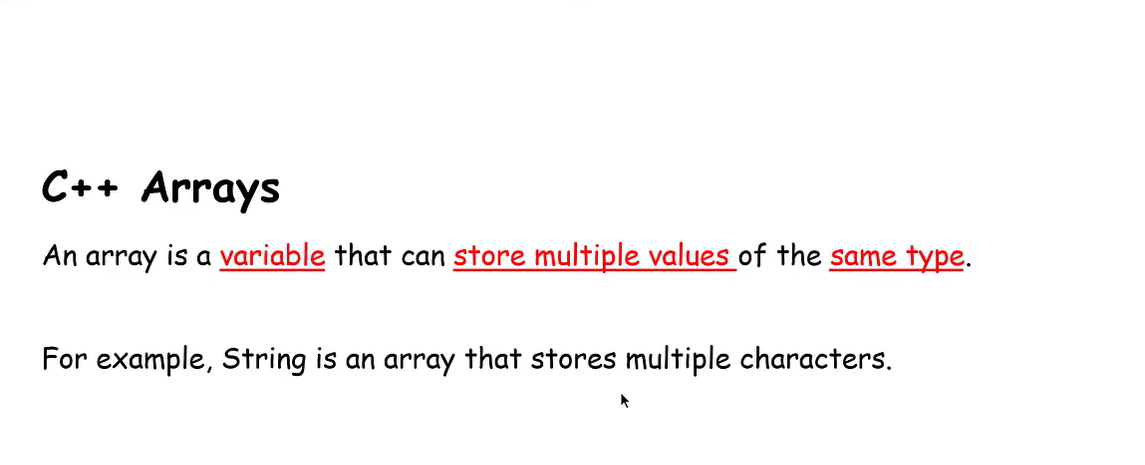 C++ Arrays
An array is a variable that can store multiple values of the same type.
For example, String is an array that stores multiple characters.